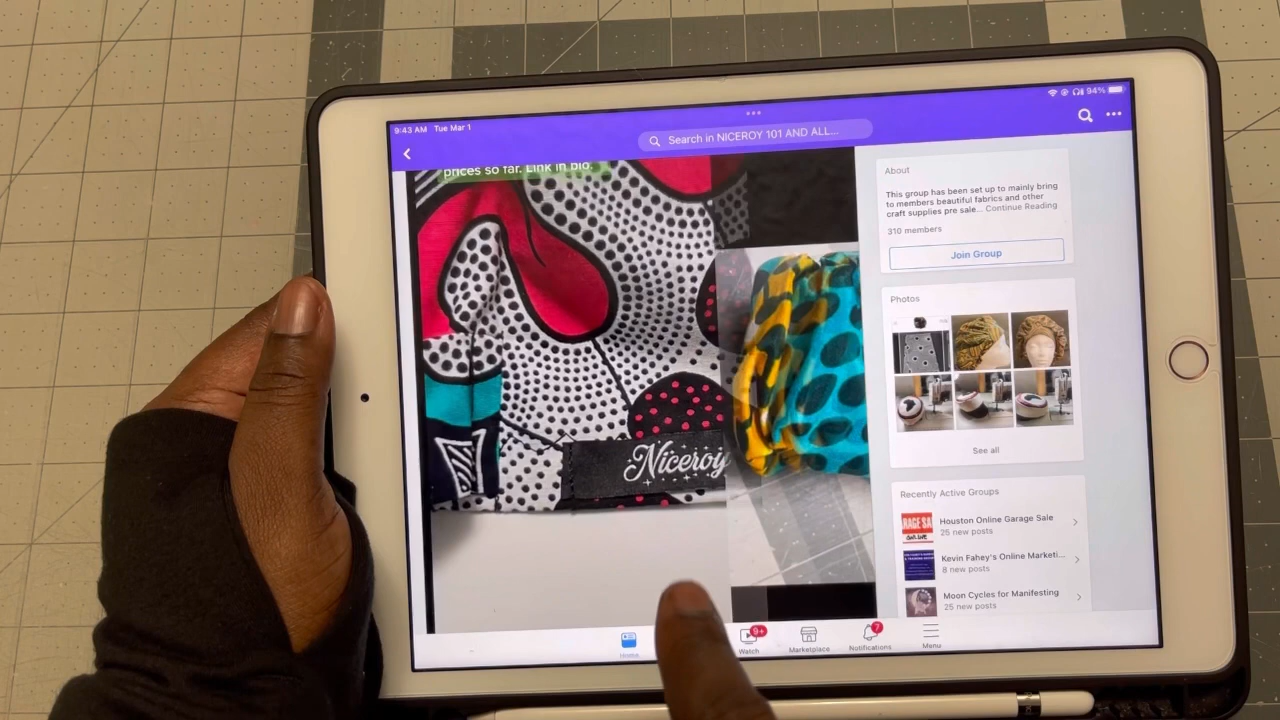 9:43 AM Tue Mar 1
94%
Search in NICEROY 101 AND ALL...
prices so far. Link in bio.
Niceroy
About
This group has been set up to mainly bring
to members beautiful fabrics and other
craft supplies pre sale... Continue Reading
310 members
Join Group
Photos
See all
Recently Active Groups
Houston Online Garage Sale
25 new posts
Kevin Fahey's Online Marketi...
8 new posts
Moon Cycles for Manifesting
25 new posts
Home
9+
Watch
Marketplace
7
Notifications
Menu